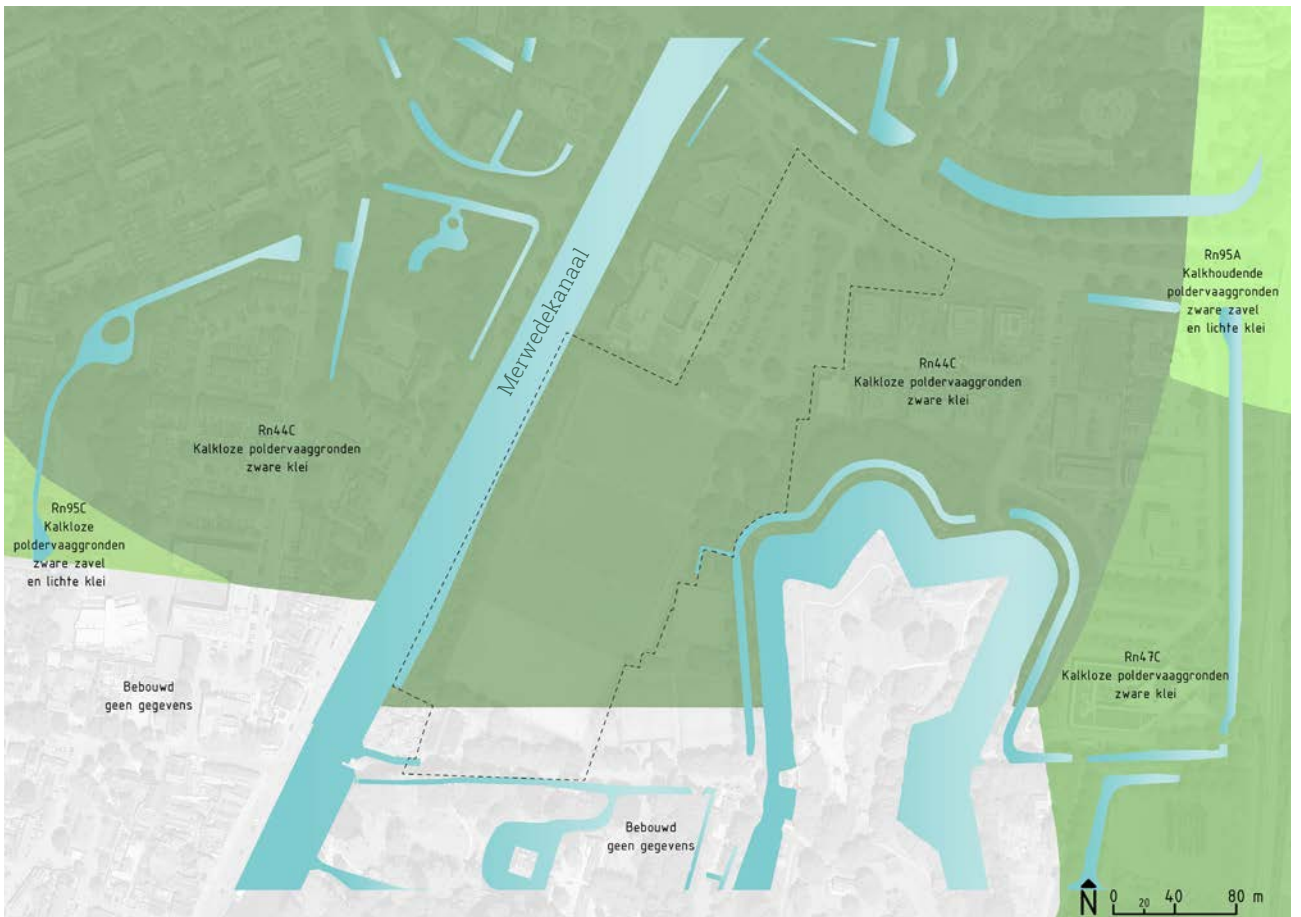 Merwedekanaal
Rn95A
Kalkhoudende
poldervaaggronden
zware zavel
en lichte klei
Rn44C
Kalkloze poldervaaggronden
zware klei
Rn44C
Kalkloze poldervaaggronden
zware klei
Rn95C
Kalkloze
poldervaaggronden
zware zavel
en lichte klei
Rn47C
Kalkloze poldervaaggronden
zware klei
Bebouwd
geen gegevens
Bebouwd
geen gegevens
N 0 20 40 80 m